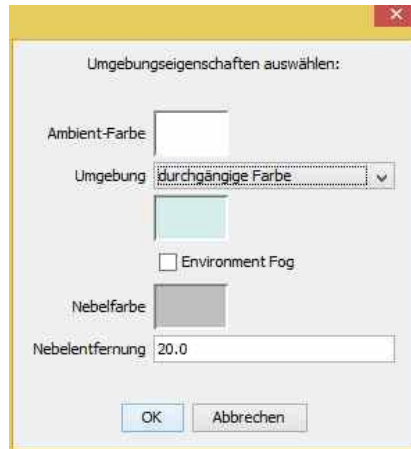 Umgebungseigenschaften auswählen:
Ambient-Farbe
Umgebung durchgängige Farbe
Environment Fog
Nebelfarbe
Nebelentfernung 20.0
OK Abbrechen